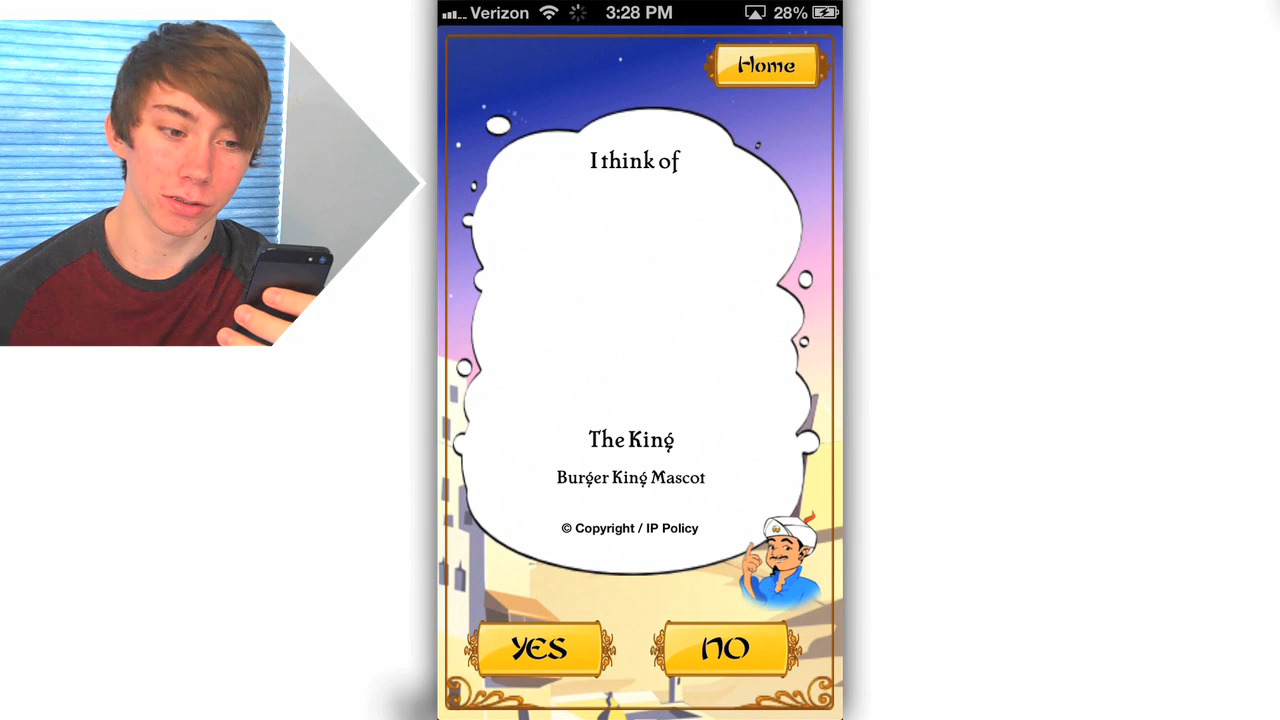 Verizon 3:28 PM 28%
Home
I think of
The King
Burger King Mascot
© Copyright / IP Policy
YES NO